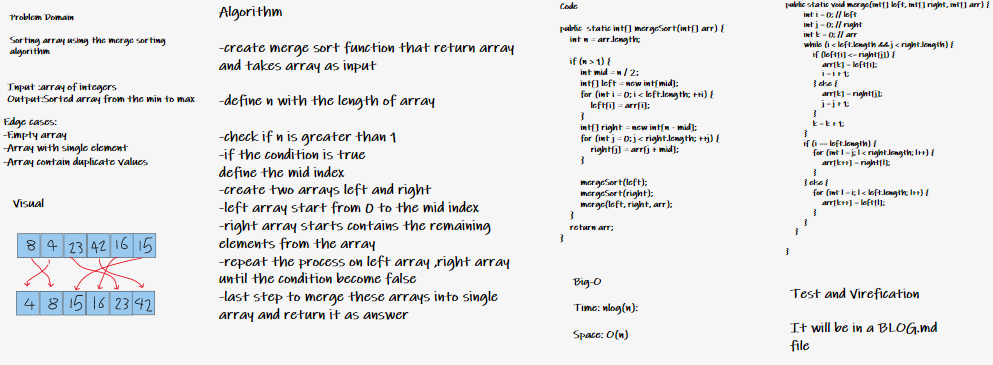 Problem Domain
Sorting array using the merge sorting
algorithm
Input :array of integers
Output:Sorted array from the min to max
Edge cases:
-Empty array
-Array with single element
-Array contain duplicate values
Visual
8 4 23 42 16 15
4 8 15 16 23 42
Algorithm
-create merge sort function that return array
and takes array as input
-define n with the length of array
-check if n is greater than 1
-if the condition is true
define the mid index
-create two arrays left and right
-left array start from 0 to the mid index
-right array starts contains the remaining
elements from the array
-repeat the process on left array ,right array
until the condition become false
-last step to merge these arrays into single
array and return it as answer
Code
public static int[] mergeSort(int[] arr) {
int n = arr.length;
if (n > 1) {
int mid = n / 2;
int[] left = new int[mid];
for (int i = 0; i < left.length; ++i) {
left[i] = arr[i];
}
int[] right = new int[n - mid];
for (int j = 0; j < right.length; ++j) {
right[j] = arr[j + mid];
}
mergeSort(left);
mergeSort(right);
merge(left, right, arr);
}
return arr;
}
Big-O
Time: nlog(n):
Space: O(n)
public static void merge(int[] left, int[] right, int[] arr) {
int i = 0; // left
int j = 0; // right
int k = 0; // arr
while (i < left.length && j < right.length) {
if (left[i] <= right[j]) {
arr[k] = left[i];
i = i + 1;
} else {
arr[k] = right[j];
j = j + 1;
}
k = k + 1;
}
if (i == left.length) {
for (int l = j; l < right.length; l++) {
arr[k++] = right[l];
}
} else {
for (int l = i; l < left.length; l++) {
arr[k++] = left[l];
}
}
}
Test and Virefication
It will be in a BLOG.md
file